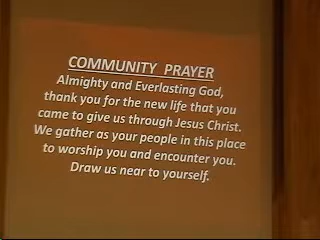 COMMUNITY PRAYER
Almighty and Everlasting God,
thank you for the new life that you
came to give us through Jesus Christ.
We gather as your people in this place
to worship you and encounter you.
Draw us near to yourself.